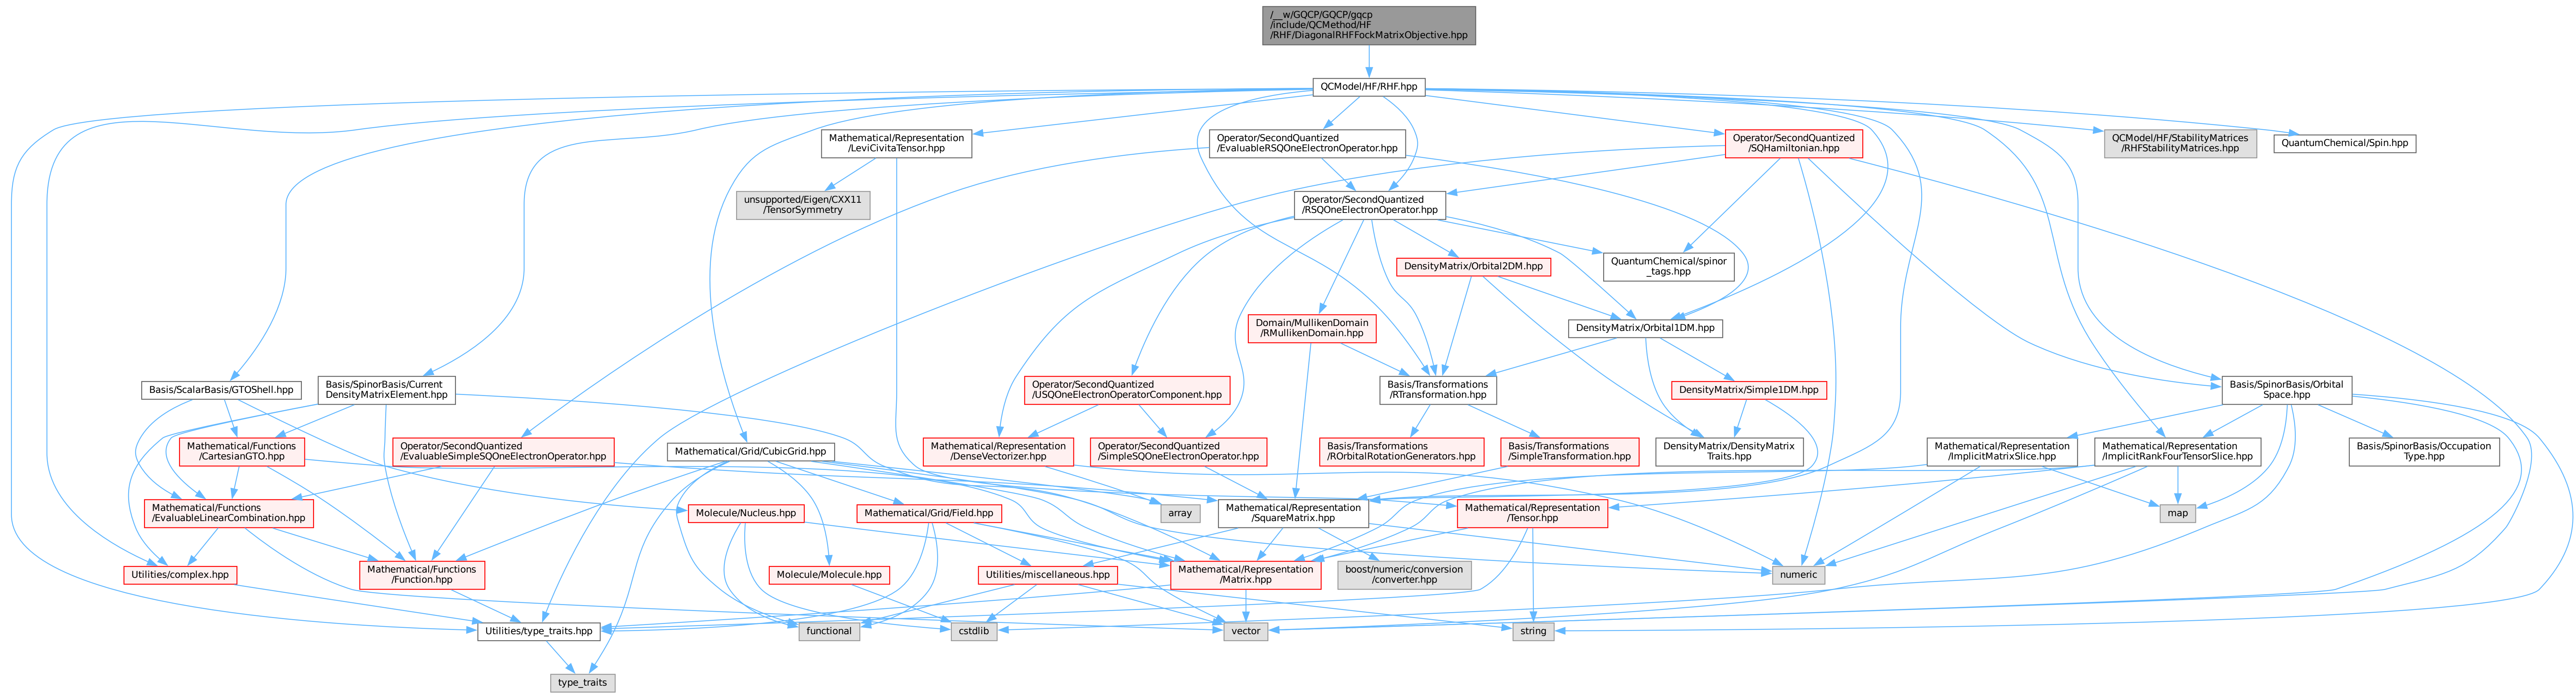 /__w/GQCP/GQCP/gqcp
/include/QCMethod/HF
/RHF/DiagonalRHFFockMatrixObjective.hpp
QCModel/HF/RHF.hpp
Mathematical/Representation
/LeviCivitaTensor.hpp
Operator/SecondQuantized
/EvaluableRSQOneElectronOperator.hpp
Operator/SecondQuantized
/SQHamiltonian.hpp
QCModel/HF/StabilityMatrices
/RHFStabilityMatrices.hpp
QuantumChemical/Spin.hpp
unsupported/Eigen/CXX11
/TensorSymmetry
Operator/SecondQuantized
/RSQOneElectronOperator.hpp
DensityMatrix/Orbital2DM.hpp
QuantumChemical/spinor
_tags.hpp
Domain/MullikenDomain
/RMullikenDomain.hpp
DensityMatrix/Orbital1DM.hpp
Basis/ScalarBasis/GTOShell.hpp
Basis/SpinorBasis/Current
DensityMatrixElement.hpp
Operator/SecondQuantized
/USQOneElectronOperatorComponent.hpp
Basis/Transformations
/RTransformation.hpp
DensityMatrix/Simple1DM.hpp
Basis/SpinorBasis/Orbital
Space.hpp
Mathematical/Functions
/CartesianGTO.hpp
Operator/SecondQuantized
/EvaluableSimpleSQOneElectronOperator.hpp
Mathematical/Grid/CubicGrid.hpp
Mathematical/Representation
/DenseVectorizer.hpp
Operator/SecondQuantized
/SimpleSQOneElectronOperator.hpp
Basis/Transformations
/ROrbitalRotationGenerators.hpp
Basis/Transformations
/SimpleTransformation.hpp
DensityMatrix/DensityMatrix
Traits.hpp
Mathematical/Representation
/ImplicitMatrixSlice.hpp
Mathematical/Representation
/ImplicitRankFourTensorSlice.hpp
Basis/SpinorBasis/Occupation
Type.hpp
Mathematical/Functions
/EvaluableLinearCombination.hpp
Molecule/Nucleus.hpp
Mathematical/Grid/Field.hpp
array
Mathematical/Representation
/SquareMatrix.hpp
Mathematical/Representation
/Tensor.hpp
map
Utilities/complex.hpp
Mathematical/Functions
/Function.hpp
Molecule/Molecule.hpp
Utilities/miscellaneous.hpp
Mathematical/Representation
/Matrix.hpp
boost/numeric/conversion
/converter.hpp
numeric
Utilities/type_traits.hpp
functional
cstdlib
vector
string
type_traits